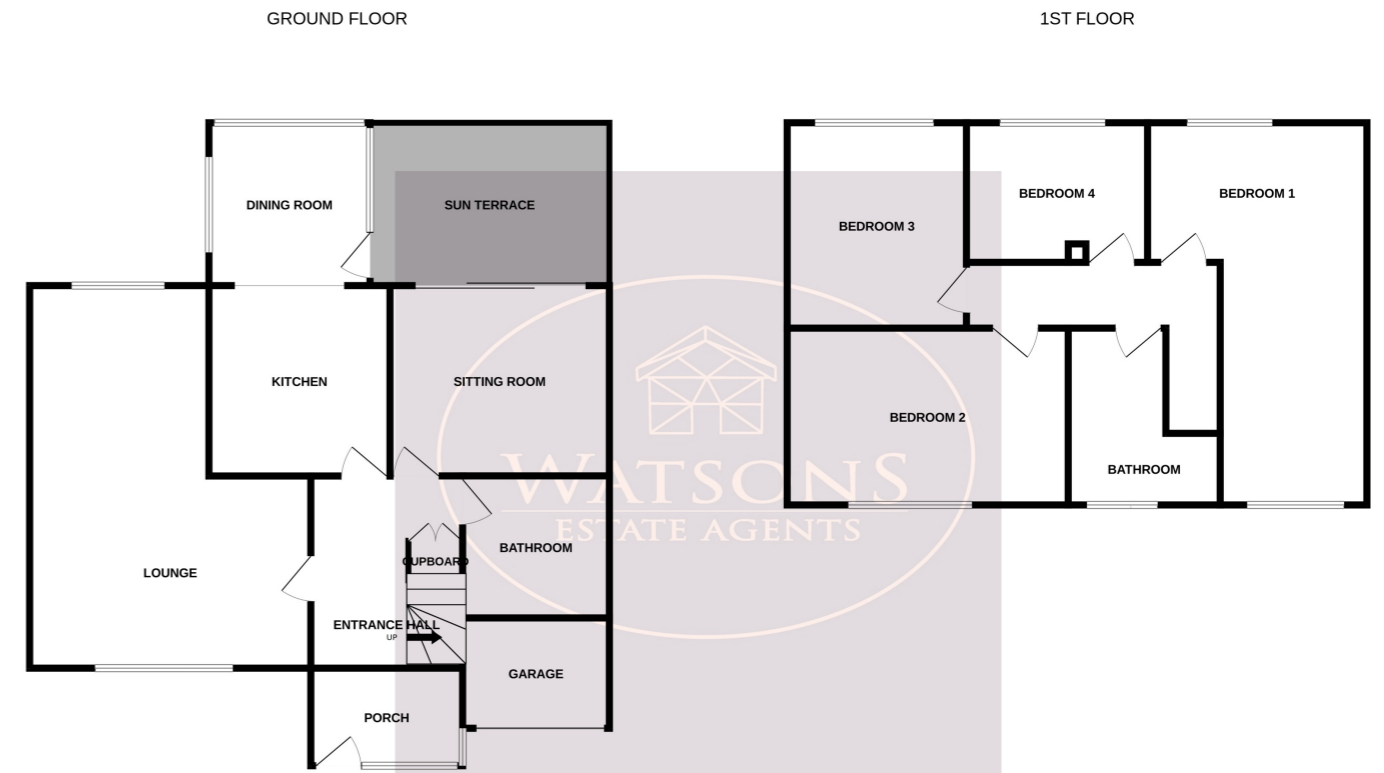 GROUND FLOOR
1ST FLOOR
DINING ROOM
SUN TERRACE
KITCHEN
SITTING ROOM
LOUNGE
BATHROOM
CUPBOARD
ENTRANCE HALL
UP
GARAGE
PORCH
BEDROOM 3
BEDROOM 4
BEDROOM 1
BEDROOM 2
BATHROOM
WATSONS
ESTATE AGENTS